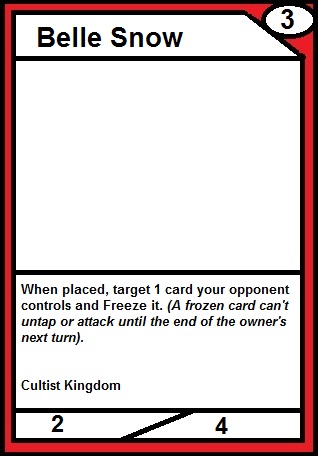 Belle Snow
3
When placed, target 1 card your opponent
controls and Freeze it. (A frozen card can't
untap or attack until the end of the owner's
next turn).
Cultist Kingdom
2
4